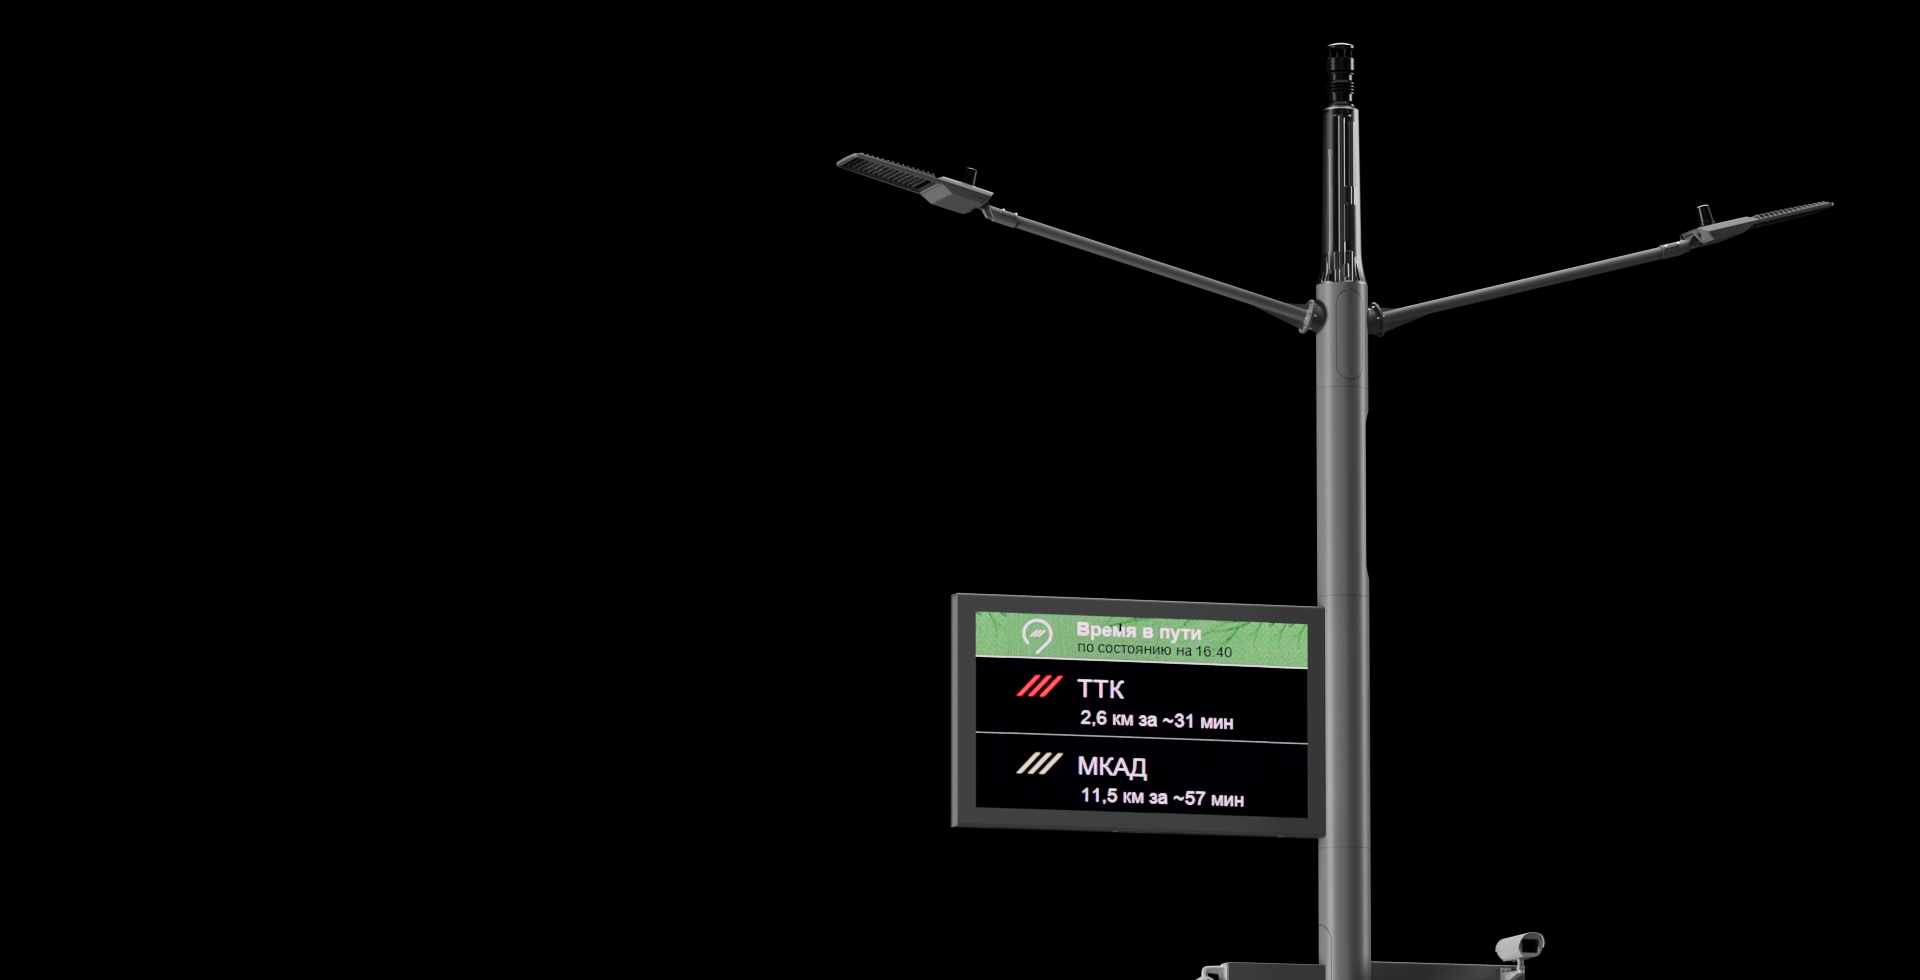 Время в пути
по состоянию на 16:40
ТТК
2,6 км за ~31 мин
МКАД
11,5 км за ~57 мин